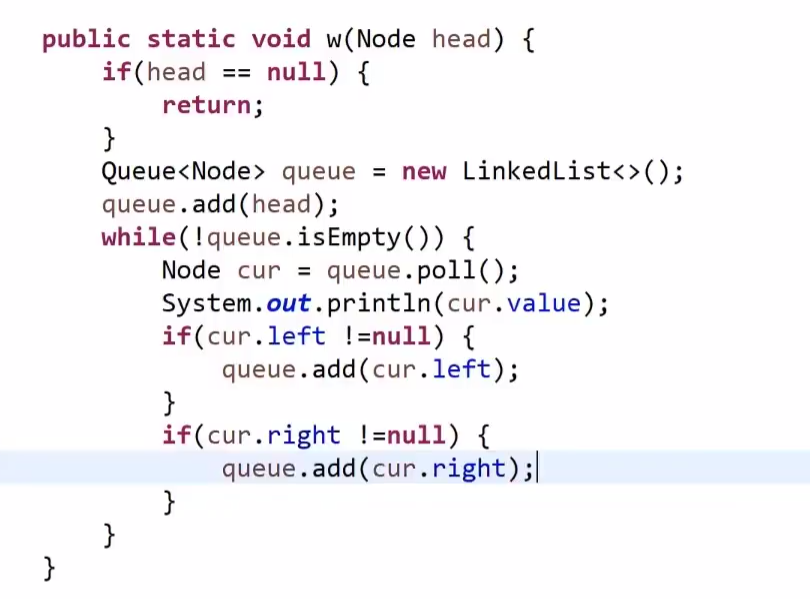 public static void w(Node head) {
    if(head == null) {
        return;
    }
    Queue<Node> queue = new LinkedList<>();
    queue.add(head);
    while(!queue.isEmpty()) {
        Node cur = queue.poll();
        System.out.println(cur.value);
        if(cur.left !=null) {
            queue.add(cur.left);
        }
        if(cur.right !=null) {
            queue.add(cur.right);
        }
    }
}